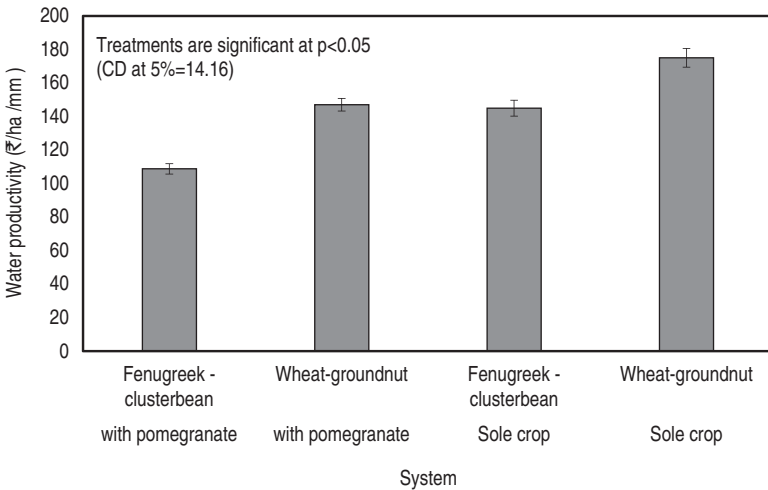 200
180
160
140
120
100
80
60
40
20
0
Water productivity (₹/ha /mm )
Treatments are significant at p<0.05
(CD at 5%=14.16)
Fenugreek -
clusterbean
with pomegranate
Wheat-groundnut
with pomegranate
Fenugreek -
clusterbean
Sole crop
Wheat-groundnut
Sole crop
System